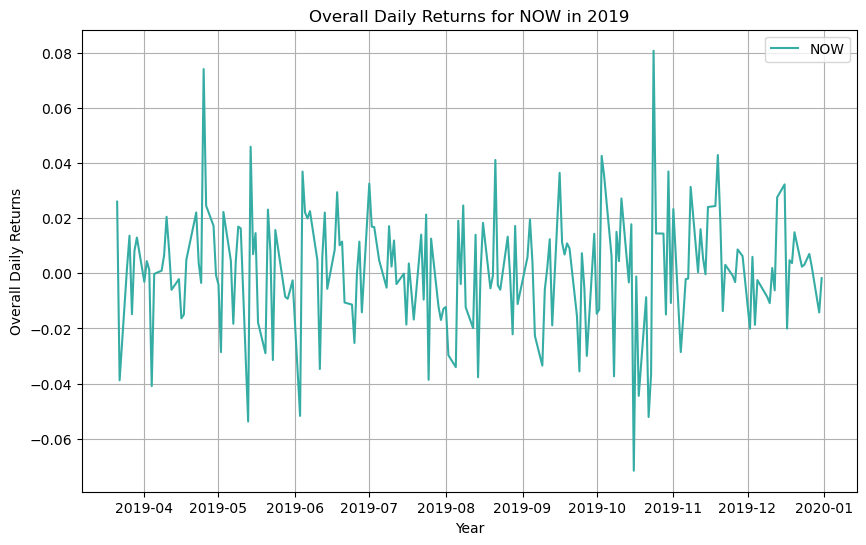 Overall Daily Returns for NOW in 2019
NOW
Overall Daily Returns
0.08
0.06
0.04
0.02
0.00
−0.02
−0.04
−0.06
2019-04 2019-05 2019-06 2019-07 2019-08 2019-09 2019-10 2019-11 2019-12 2020-01
Year